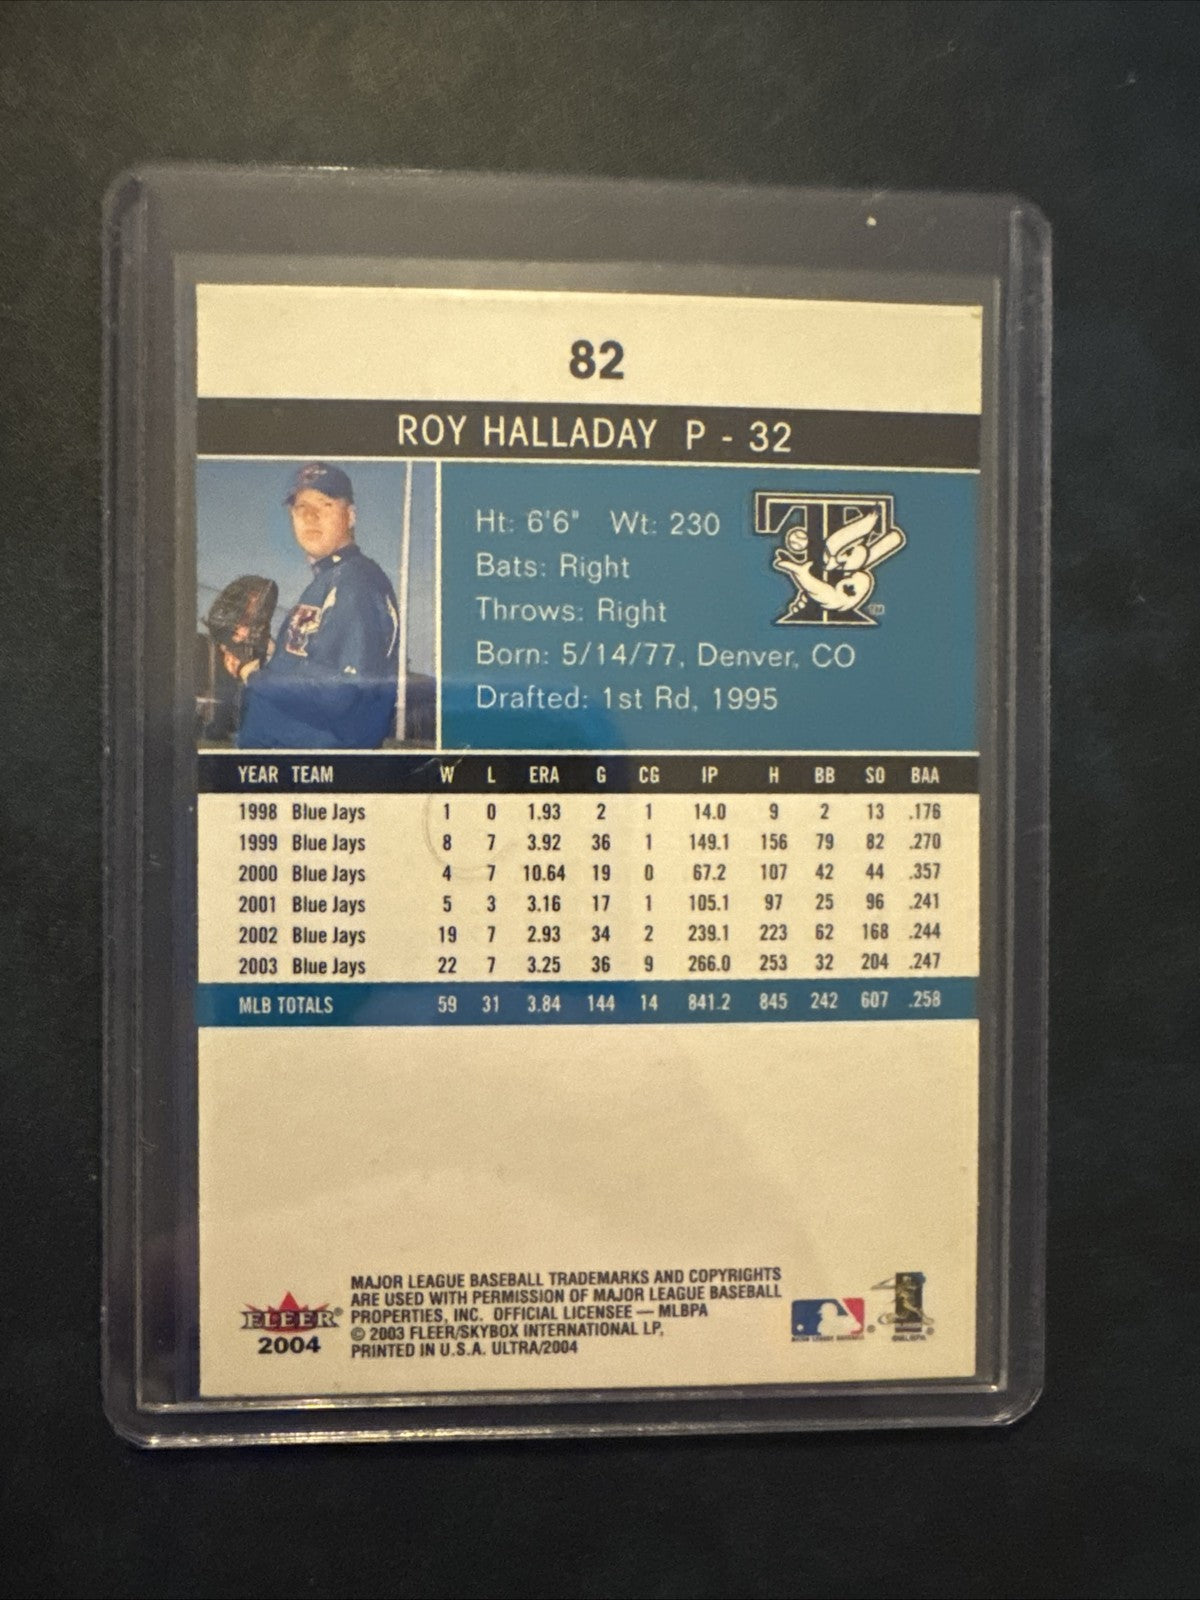 82
ROY HALLADAY P - 32
Ht: 6'6" Wt: 230
Bats: Right
Throws: Right
Born: 5/14/77, Denver, CO
Drafted: 1st Rd, 1995
YEAR TEAM W L ERA G CG IP H BB SO BAA
1998 Blue Jays 1 0 1.93 2 1 14.0 9 2 13 .176
1999 Blue Jays 8 7 3.92 36 1 149.1 156 79 82 .270
2000 Blue Jays 4 7 10.64 19 0 67.2 107 42 44 .357
2001 Blue Jays 5 3 3.16 17 1 105.1 97 25 96 .241
2002 Blue Jays 19 7 2.93 34 2 239.1 223 62 168 .244
2003 Blue Jays 22 7 3.25 36 9 266.0 253 32 204 .247
MLB TOTALS 59 31 3.84 144 14 841.2 845 242 607 .258
FLEER®
2004
MAJOR LEAGUE BASEBALL TRADEMARKS AND COPYRIGHTS
ARE USED WITH PERMISSION OF MAJOR LEAGUE BASEBALL
PROPERTIES, INC. OFFICIAL LICENSEE — MLBPA
© 2003 FLEER/SKYBOX INTERNATIONAL LP,
PRINTED IN U.S.A. ULTRA/2004